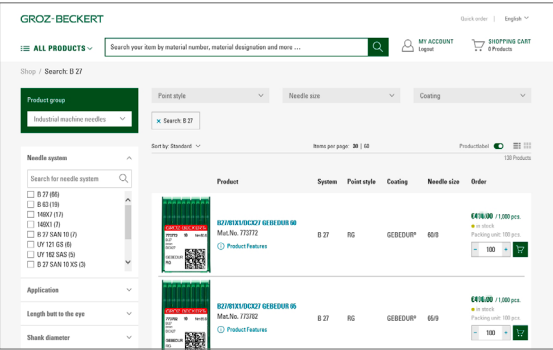 GROZ-BECKERT
Quick order | English
ALL PRODUCTS
Search your item by material number, material designation and more ...
MY ACCOUNT
Logout
SHOPPING CART
0 Products
Shop / Search: B 27
Product group
Industrial machine needles
Point style
Needle size
Coating
× Search: B 27
Sort by: Standard
Items per page: 30 | 60
Productlabel
130 Products
Needle system
Search for needle system
B 27 (65)
B 63 (19)
149X7 (17)
149X1 (7)
B 27 SAN 10 (7)
UY 121 GS (6)
UY 162 SAS (5)
B 27 SAN 10 XS (3)
Application
Length butt to the eye
Shank diameter
Product
System
Point style
Coating
Needle size
Order
B27/81X1/DCX27 GEBEDUR 60
Mat.No. 773772
Product Features
B 27
RG
GEBEDUR®
60/8
/1,000 pcs.
in stock
Packing unit: 100 pcs.
- 100 +
B27/81X1/DCX27 GEBEDUR 65
Mat.No. 773782
Product Features
B 27
RG
GEBEDUR®
65/9
/1,000 pcs.
in stock
Packing unit: 100 pcs.
- 100 +